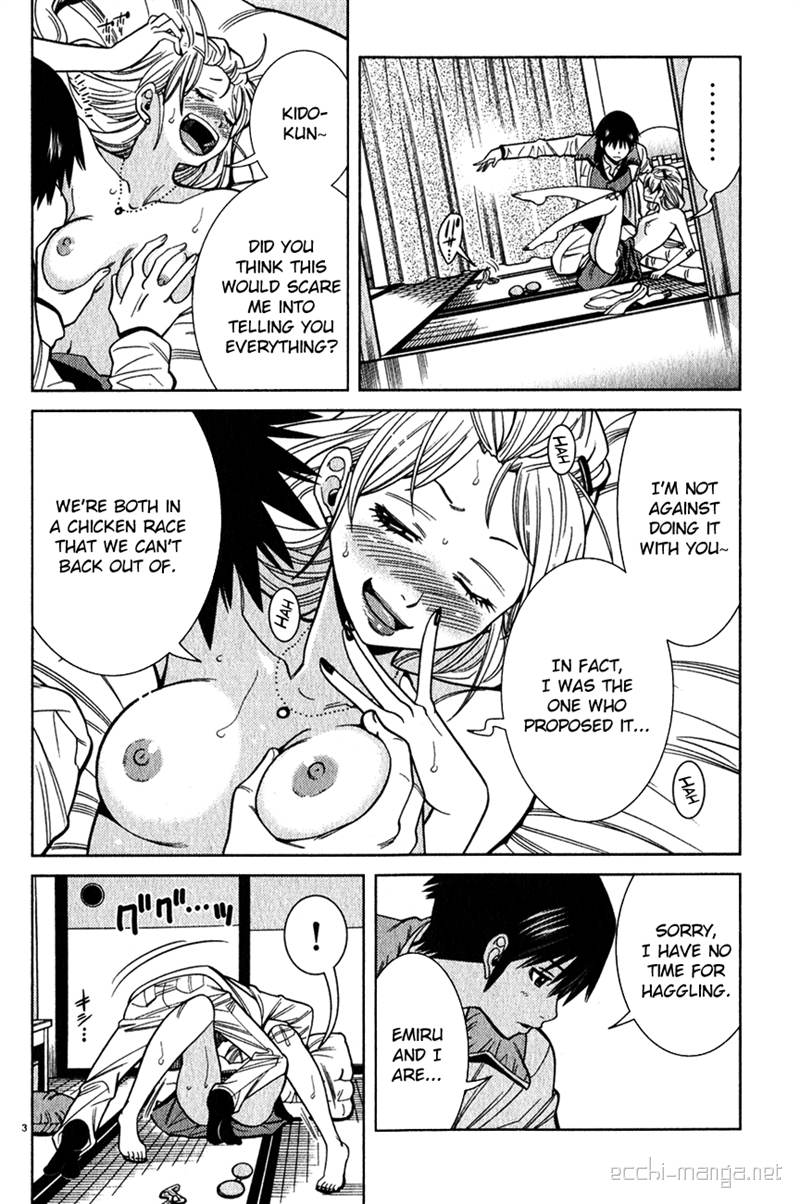 ........
KIDO-
KUN~
DID YOU
THINK THIS
WOULD SCARE
ME INTO
TELLING YOU
EVERYTHING?
I'M NOT
AGAINST
DOING IT
WITH YOU~
IN FACT,
I WAS THE
ONE WHO
PROPOSED IT...
HAH
HAH
HAH
WE'RE BOTH IN
A CHICKEN RACE
THAT WE CAN'T
BACK OUT OF.
SORRY,
I HAVE NO
TIME FOR
HAGGLING.
EMIRU
AND I
ARE...
!
グッグッ…ッ
3
ecchi-manga.net